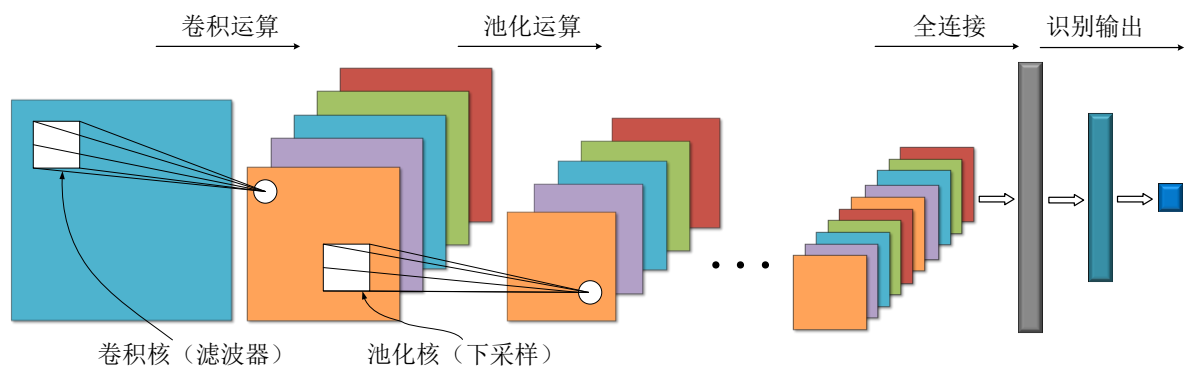 卷积运算
池化运算
全连接
识别输出
卷积核（滤波器）
池化核（下采样）